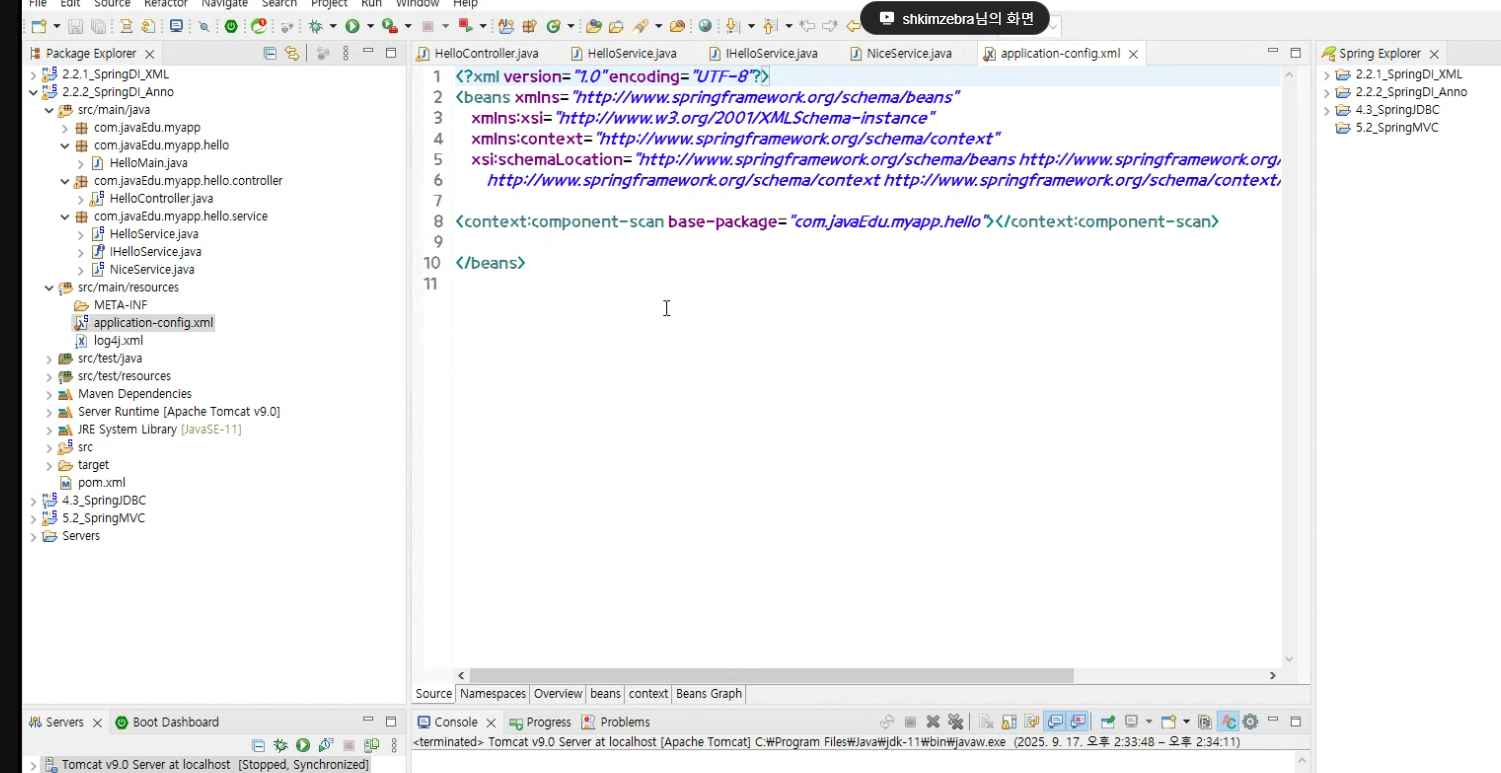 File Edit Source Refactor Navigate Search Project Run Window Help
shkimzebra님의 화면
Package Explorer
2.2.1_SpringDI_XML
2.2.2_SpringDI_Anno
src/main/java
com.javaEdu.myapp
com.javaEdu.myapp.hello
HelloMain.java
com.javaEdu.myapp.hello.controller
HelloController.java
com.javaEdu.myapp.hello.service
HelloService.java
IHelloService.java
NiceService.java
src/main/resources
META-INF
application-config.xml
log4j.xml
src/test/java
src/test/resources
Maven Dependencies
Server Runtime [Apache Tomcat v9.0]
JRE System Library [JavaSE-11]
src
target
pom.xml
4.3_SpringJDBC
5.2_SpringMVC
Servers
HelloController.java HelloService.java IHelloService.java NiceService.java application-config.xml
1 <?xml version="1.0" encoding="UTF-8"?>
2 <beans xmlns="http://www.springframework.org/schema/beans"
3 xmlns:xsi="http://www.w3.org/2001/XMLSchema-instance"
4 xmlns:context="http://www.springframework.org/schema/context"
5 xsi:schemaLocation="http://www.springframework.org/schema/beans http://www.springframework.org/
6 http://www.springframework.org/schema/context http://www.springframework.org/schema/context/
7
8 <context:component-scan base-package="com.javaEdu.myapp.hello"></context:component-scan>
9
10 </beans>
11
Source Namespaces Overview beans context Beans Graph
Spring Explorer
2.2.1_SpringDI_XML
2.2.2_SpringDI_Anno
4.3_SpringJDBC
5.2_SpringMVC
Servers Boot Dashboard
Tomcat v9.0 Server at localhost [Stopped, Synchronized]
Console Progress Problems
<terminated> Tomcat v9.0 Server at localhost [Apache Tomcat] C:₩Program Files₩Java₩jdk-11₩bin₩javaw.exe (2025. 9. 17. 오후 2:33:48 – 오후 2:34:11)